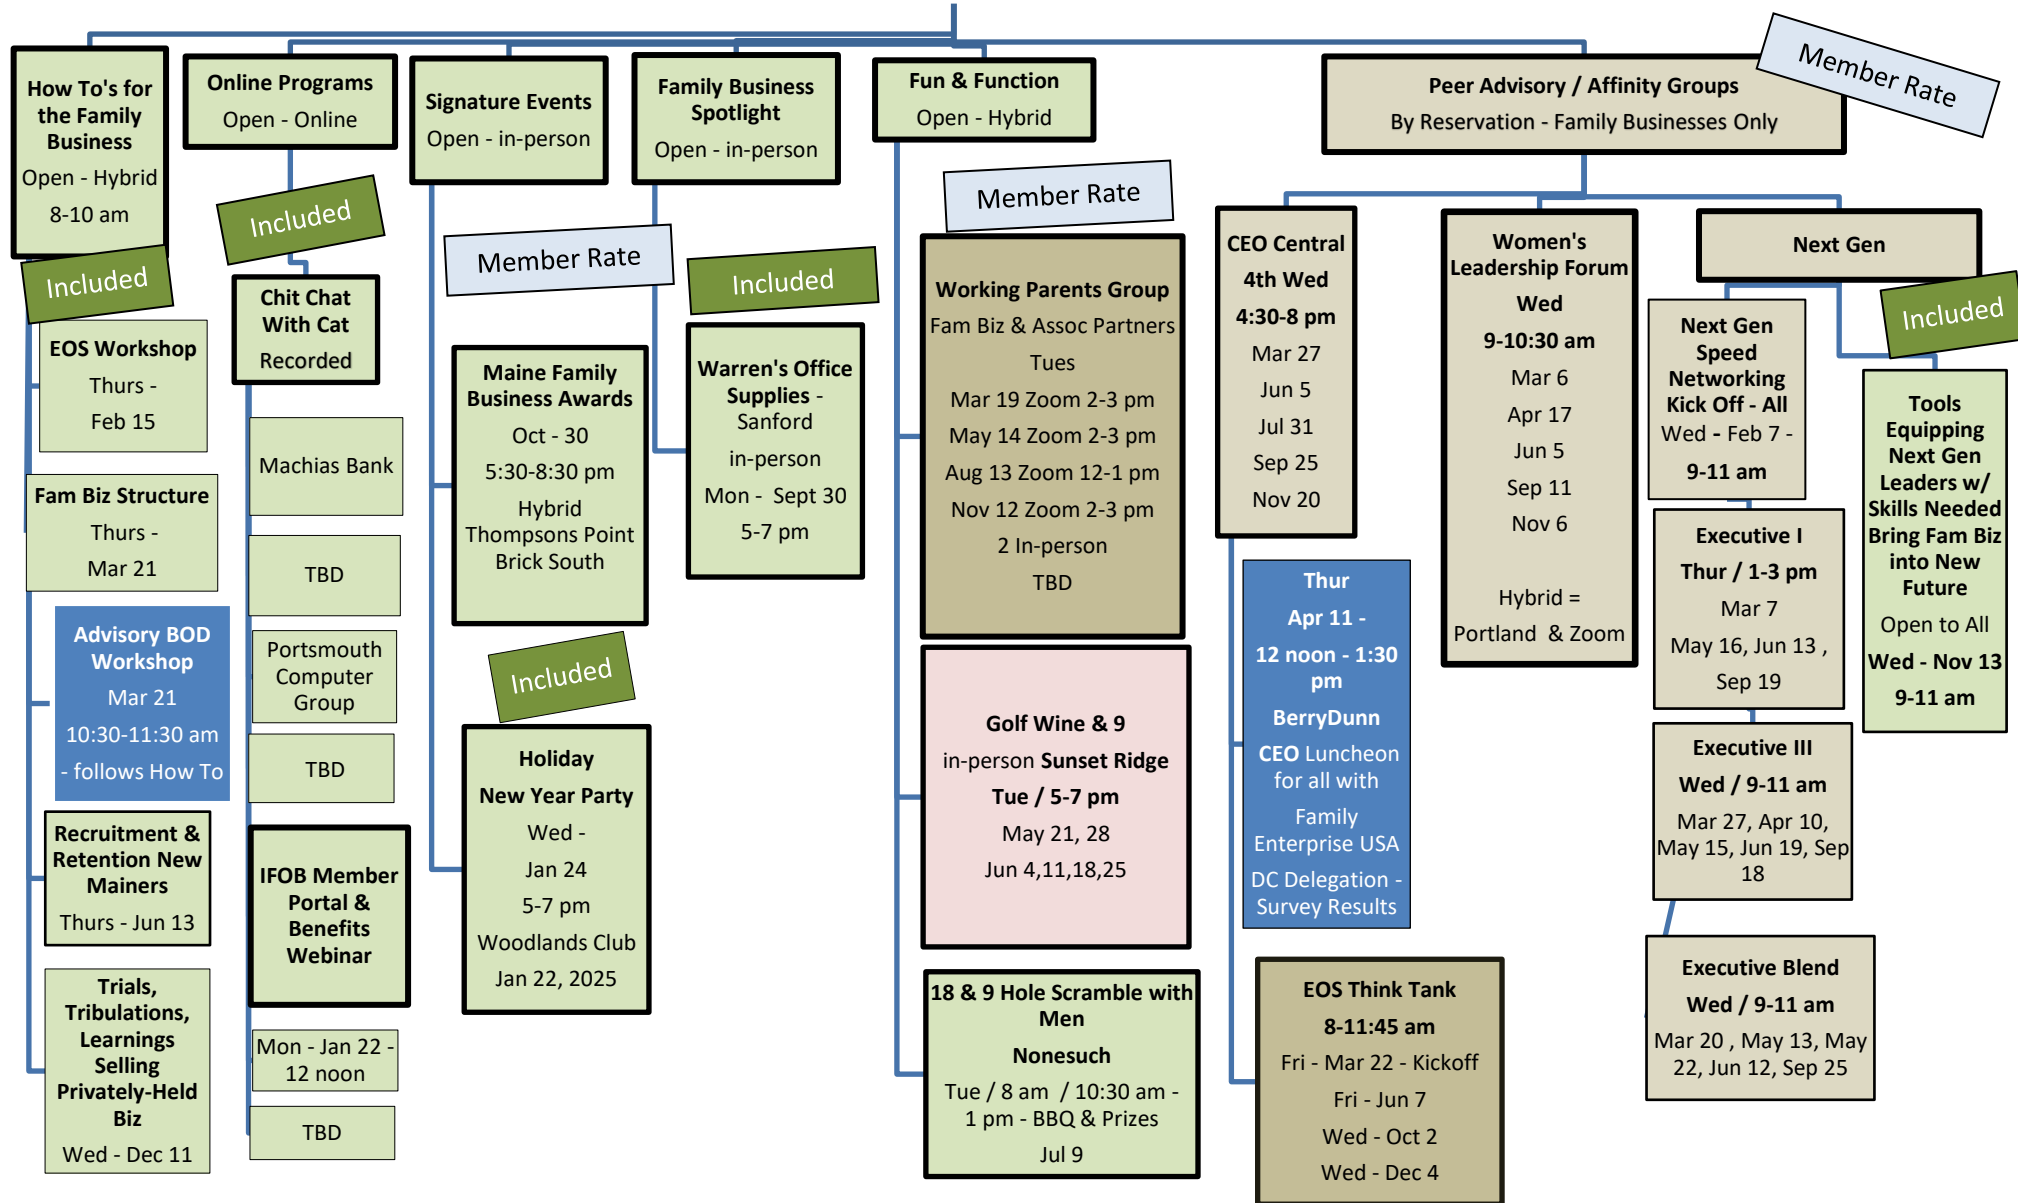 How To's for
the Family
Business
Open - Hybrid
8-10 am
Included
EOS Workshop
Thurs -
Feb 15
Fam Biz Structure
Thurs -
Mar 21
Advisory BOD
Workshop
Mar 21
10:30-11:30 am
- follows How To
Recruitment &
Retention New
Mainers
Thurs - Jun 13
Trials,
Tribulations,
Learnings
Selling
Privately-Held
Biz
Wed - Dec 11
Online Programs
Open - Online
Included
Chit Chat
With Cat
Recorded
Machias Bank
TBD
Portsmouth
Computer
Group
TBD
IFOB Member
Portal &
Benefits
Webinar
Mon - Jan 22 -
12 noon
TBD
Signature Events
Open - in-person
Member Rate
Maine Family
Business Awards
Oct - 30
5:30-8:30 pm
Hybrid
Thompsons Point
Brick South
Included
Holiday
New Year Party
Wed -
Jan 24
5-7 pm
Woodlands Club
Jan 22, 2025
Family Business
Spotlight
Open - in-person
Included
Warren's Office
Supplies -
Sanford
in-person
Mon - Sept 30
5-7 pm
Fun & Function
Open - Hybrid
Member Rate
Working Parents Group
Fam Biz & Assoc Partners
Tues
Mar 19 Zoom 2-3 pm
May 14 Zoom 2-3 pm
Aug 13 Zoom 12-1 pm
Nov 12 Zoom 2-3 pm
2 In-person
TBD
Golf Wine & 9
in-person Sunset Ridge
Tue / 5-7 pm
May 21, 28
Jun 4,11,18,25
18 & 9 Hole Scramble with
Men
Nonesuch
Tue / 8 am / 10:30 am -
1 pm - BBQ & Prizes
Jul 9
Peer Advisory / Affinity Groups
By Reservation - Family Businesses Only
Member Rate
CEO Central
4th Wed
4:30-8 pm
Mar 27
Jun 5
Jul 31
Sep 25
Nov 20
Thur
Apr 11 -
12 noon - 1:30
pm
BerryDunn
CEO Luncheon
for all with
Family
Enterprise USA
DC Delegation -
Survey Results
EOS Think Tank
8-11:45 am
Fri - Mar 22 - Kickoff
Fri - Jun 7
Wed - Oct 2
Wed - Dec 4
Women's
Leadership Forum
Wed
9-10:30 am
Mar 6
Apr 17
Jun 5
Sep 11
Nov 6
Hybrid =
Portland & Zoom
Next Gen
Next Gen
Speed
Networking
Kick Off - All
Wed - Feb 7 -
9-11 am
Executive I
Thur / 1-3 pm
Mar 7
May 16, Jun 13 ,
Sep 19
Executive III
Wed / 9-11 am
Mar 27, Apr 10,
May 15, Jun 19, Sep
18
Executive Blend
Wed / 9-11 am
Mar 20 , May 13, May
22, Jun 12, Sep 25
Included
Tools
Equipping
Next Gen
Leaders w/
Skills Needed
Bring Fam Biz
into New
Future
Open to All
Wed - Nov 13
9-11 am